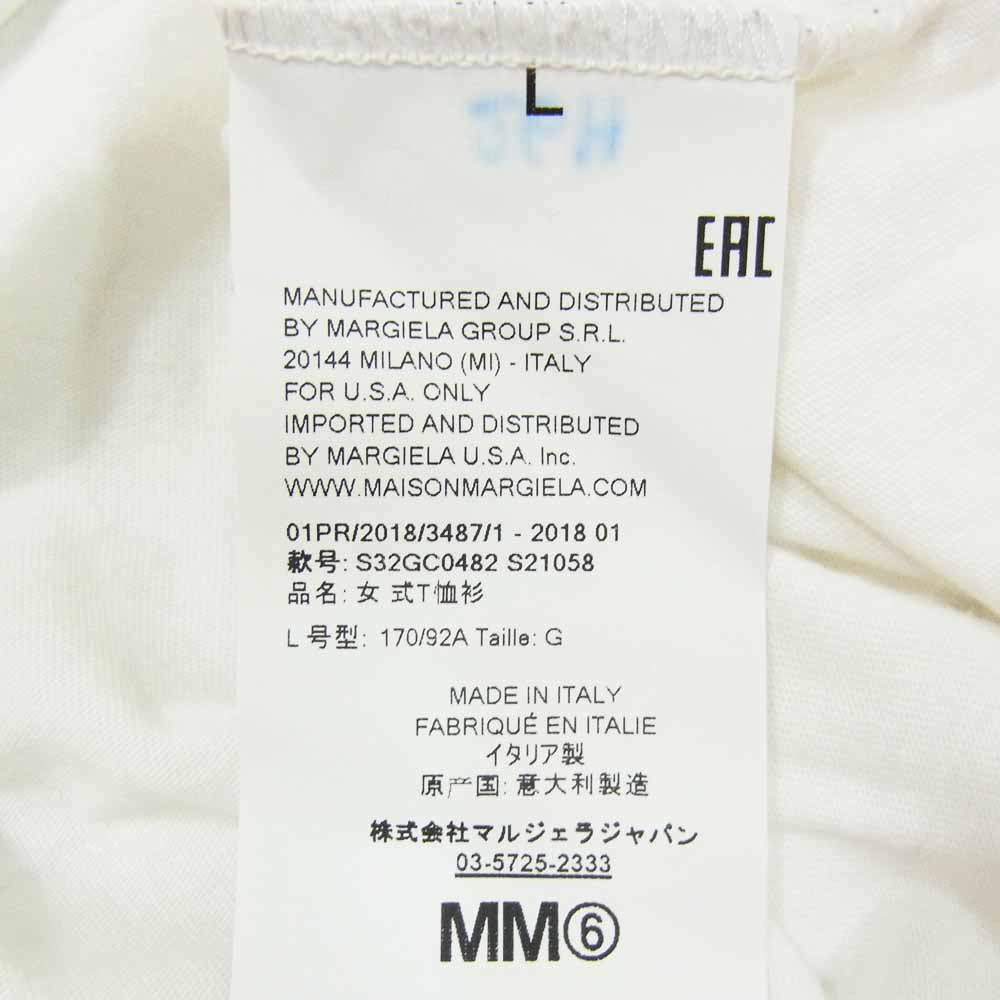 L
EAC
MANUFACTURED AND DISTRIBUTED
BY MARGIELA GROUP S.R.L.
20144 MILANO (MI) - ITALY
FOR U.S.A. ONLY
IMPORTED AND DISTRIBUTED
BY MARGIELA U.S.A. Inc.
WWW.MAISONMARGIELA.COM
01PR/2018/3487/1 - 2018 01
款号: S32GC0482 S21058
品名: 女 式T恤衫
L 号型: 170/92A Taille: G
MADE IN ITALY
FABRIQUÉ EN ITALIE
イタリア製
原产国: 意大利製造
株式会社マルジェラジャパン
03-5725-2333
MM⑥